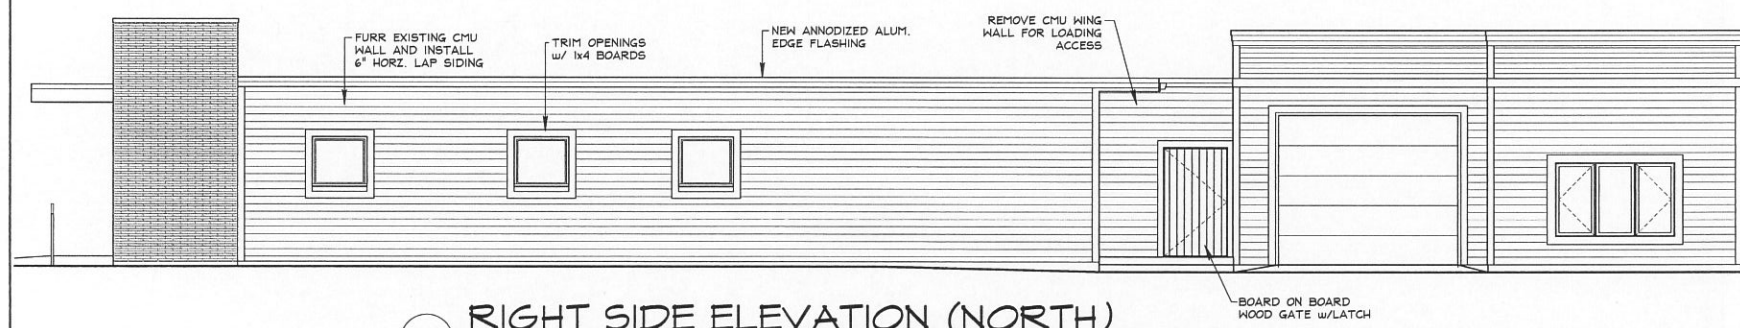 FURR EXISTING CMU
WALL AND INSTALL
6" HORZ. LAP SIDING
TRIM OPENINGS
w/ 1x4 BOARDS
NEW ANNODIZED ALUM.
EDGE FLASHING
REMOVE CMU WING
WALL FOR LOADING
ACCESS
BOARD ON BOARD
WOOD GATE w/LATCH
RIGHT SIDE ELEVATION (NORTH)